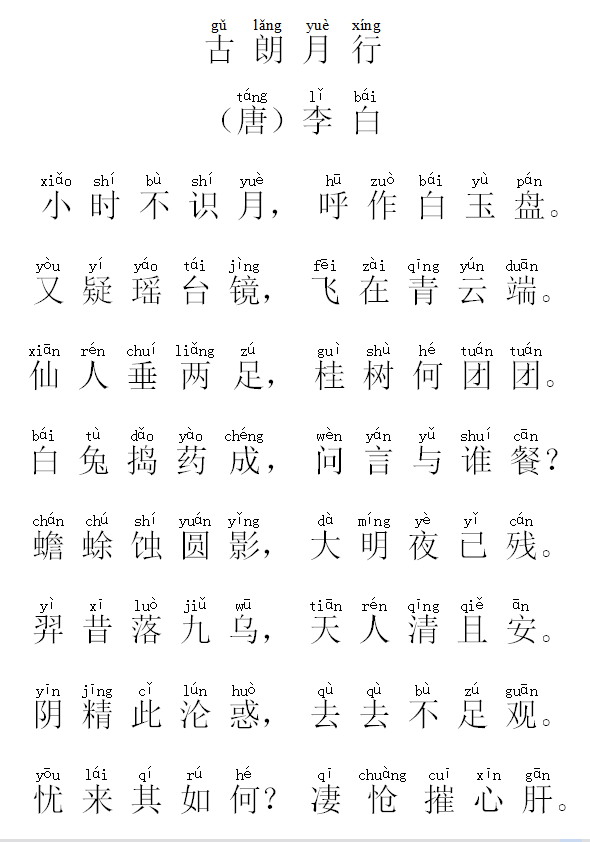 gǔ lǎng yuè xíng
古朗月行
táng lǐ bái
（唐）李白
xiǎo shí bù shí yuè hū zuò bái yù pán
小时不识月，呼作白玉盘。
yòu yí yáo tái jìng fēi zài qīng yún duān
又疑瑶台镜，飞在青云端。
xiān rén chuí liǎng zú guì shù hé tuán tuán
仙人垂两足，桂树何团团。
bái tù dǎo yào chéng wèn yán yǔ shuí cān
白兔捣药成，问言与谁餐？
chán chú shí yuán yǐng dà míng yè yǐ cán
蟾蜍蚀圆影，大明夜已残。
yì xī luò jiǔ wū tiān rén qīng qiě ān
羿昔落九乌，天人清且安。
yīn jīng cǐ lún huò qù qù bù zú guān
阴精此沦惑，去去不足观。
yōu lái qí rú hé qī chuàng cuī xīn gān
忧来其如何？凄怆摧心肝。